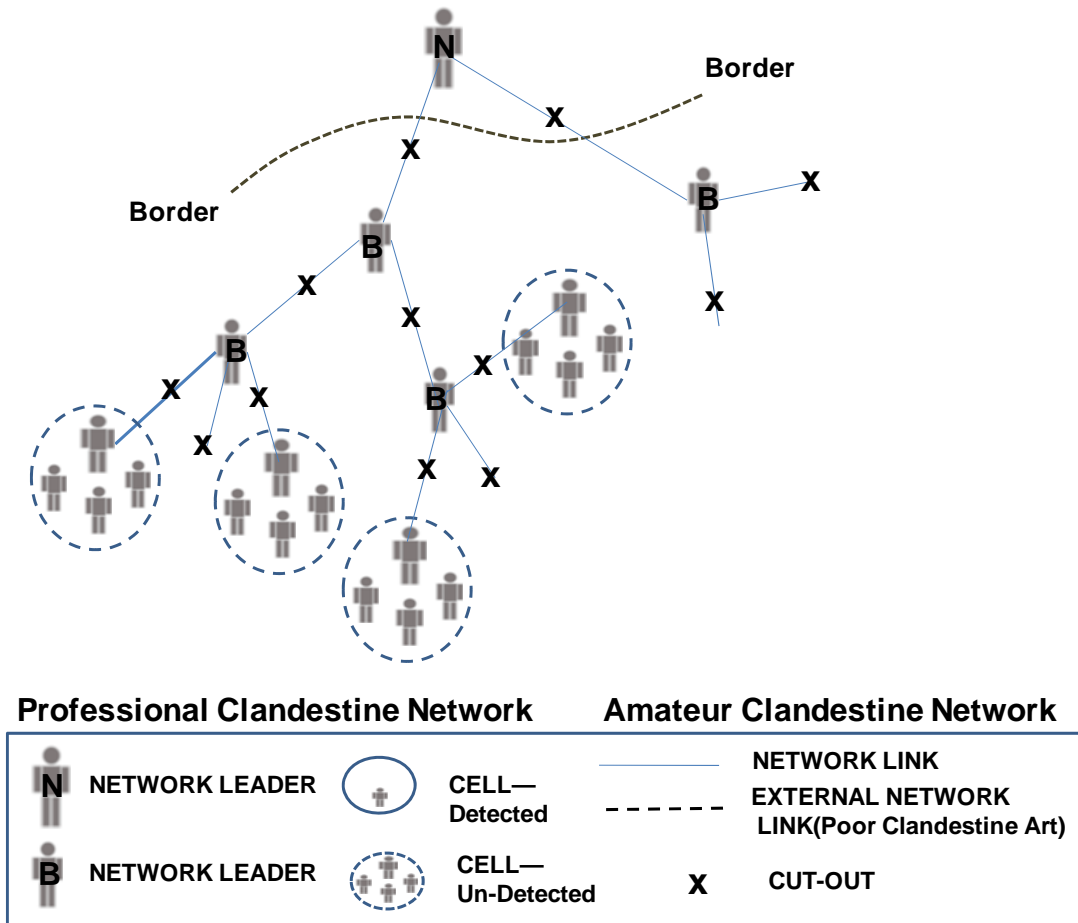 N
Border
X
X
Border
B
X
B
X
X
X
B
X
X
B
X
X
X
X
X
Professional Clandestine Network
Amateur Clandestine Network
N
NETWORK LEADER
CELL—
Detected
NETWORK LINK
EXTERNAL NETWORK
LINK(Poor Clandestine Art)
B
NETWORK LEADER
CELL—
Un-Detected
X
CUT-OUT